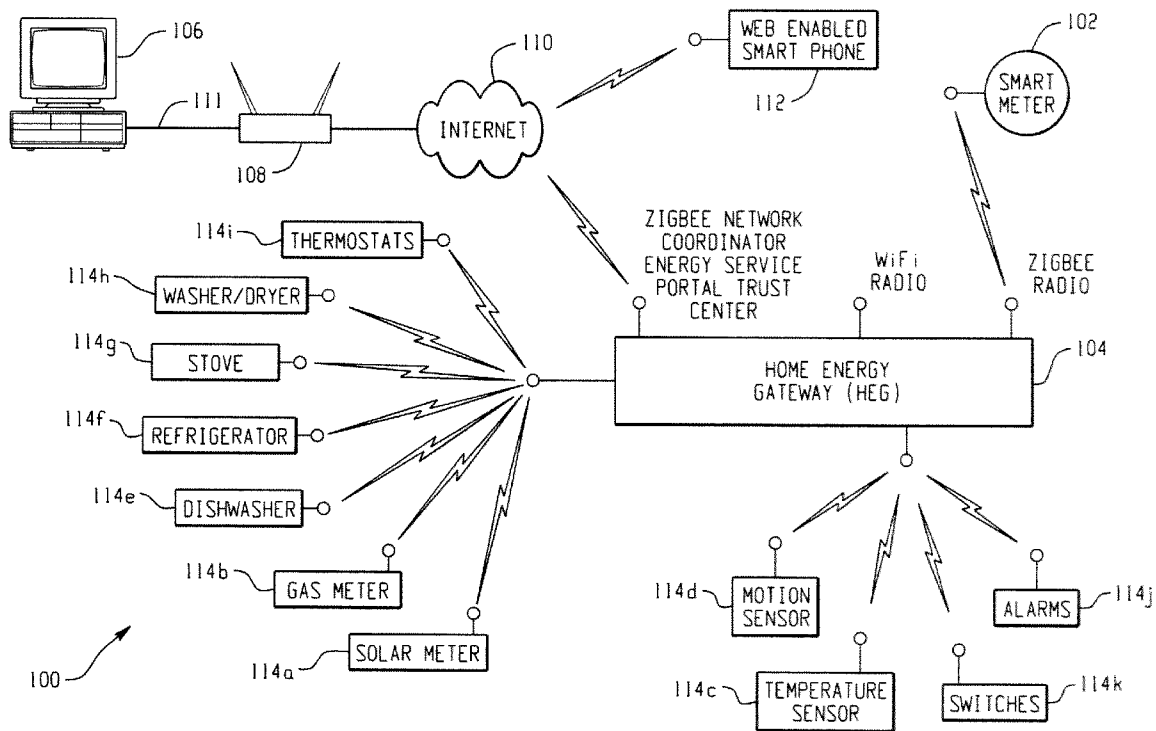 106
110
WEB ENABLED
SMART PHONE
112
102
SMART
METER
111
108
INTERNET
114i
THERMOSTATS
ZIGBEE NETWORK
COORDINATOR
ENERGY SERVICE
PORTAL TRUST
CENTER
WiFi
RADIO
ZIGBEE
RADIO
114h
WASHER/DRYER
114g
STOVE
HOME ENERGY
GATEWAY (HEG)
104
114f
REFRIGERATOR
114e
DISHWASHER
114b
GAS METER
114a
SOLAR METER
100
114d
MOTION
SENSOR
ALARMS
114j
114c
TEMPERATURE
SENSOR
SWITCHES
114k